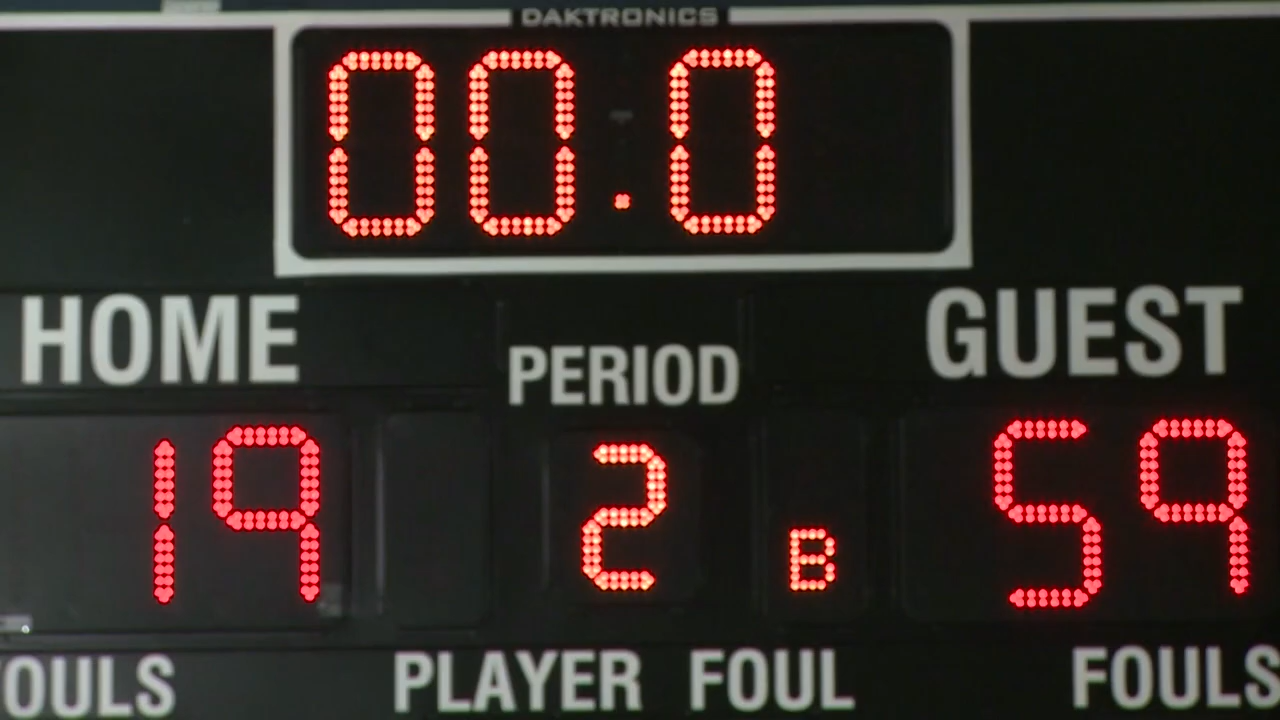 DAKTRONICS
00.0
HOME
PERIOD
GUEST
19
2
B
59
OULS
PLAYER FOUL
FOULS